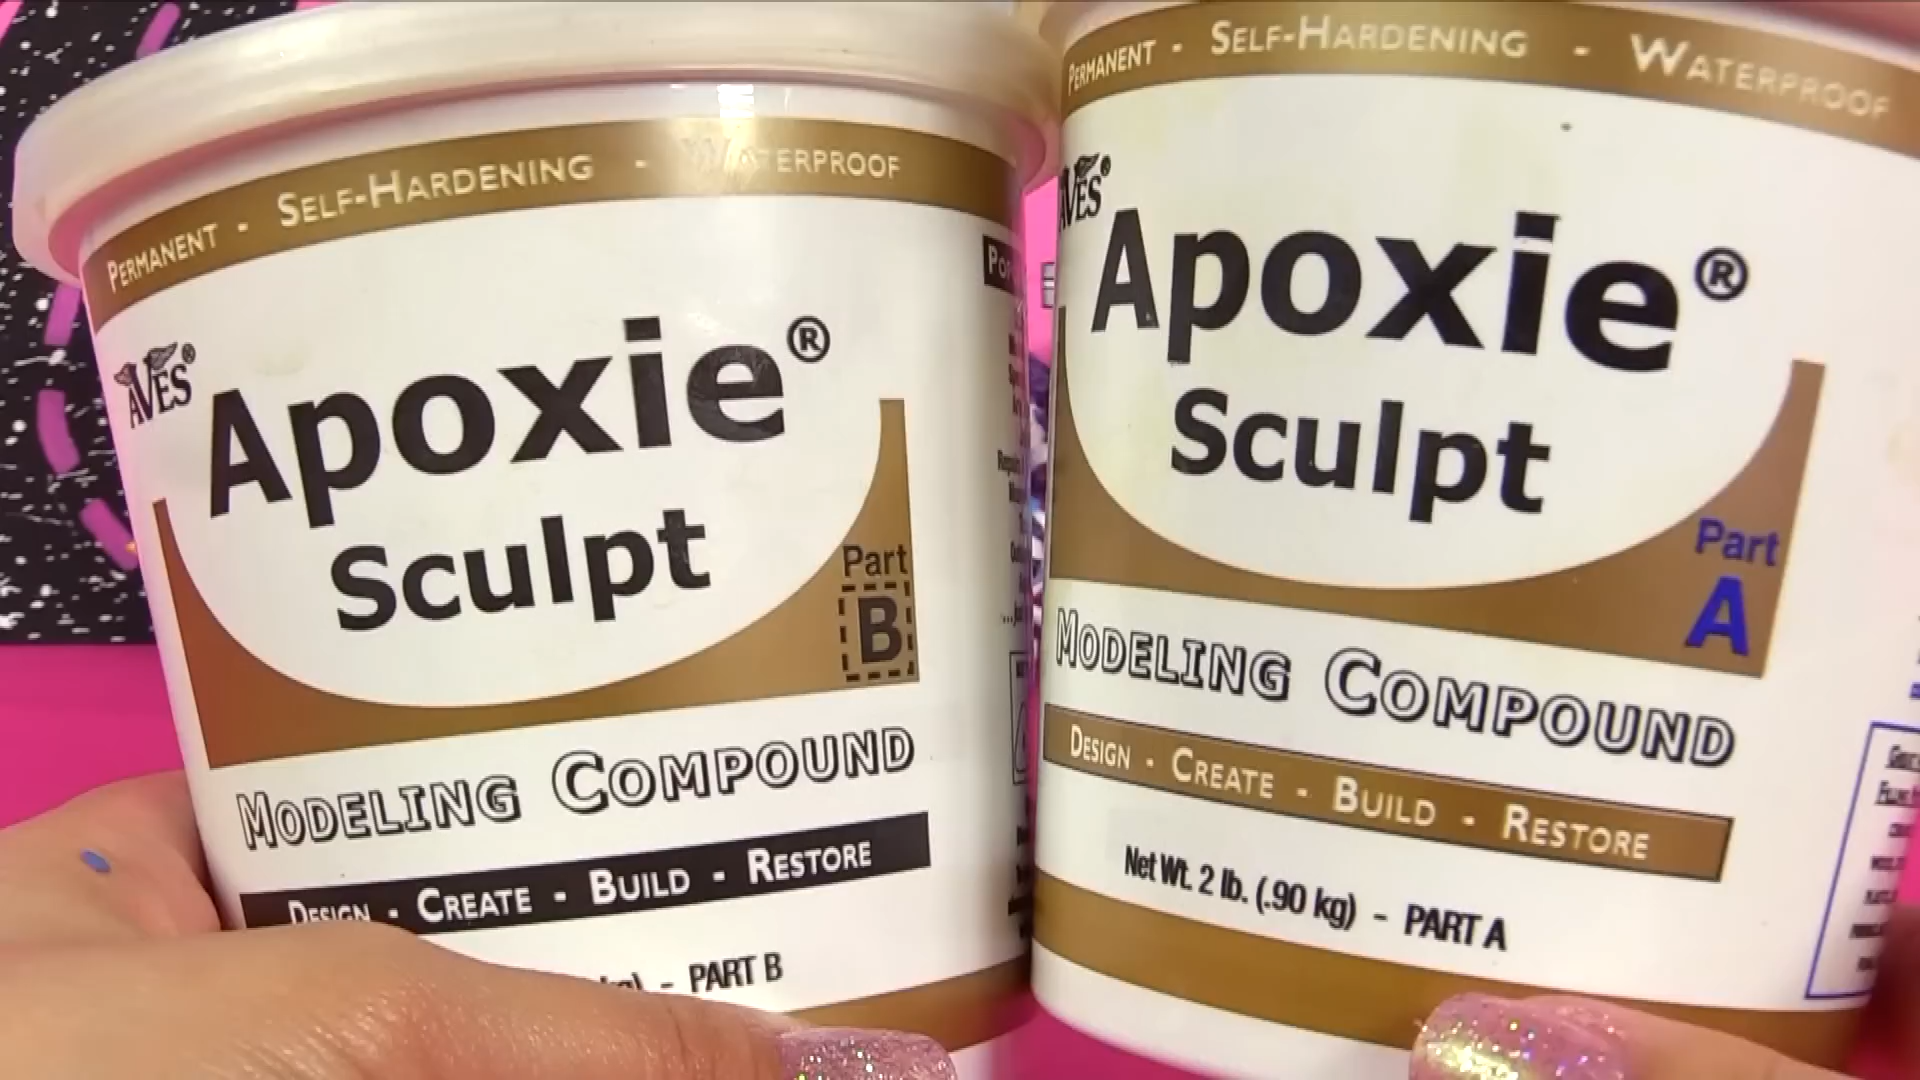 PERMANENT - SELF-HARDENING - WATERPROOF
AVES®
Apoxie®
Sculpt
Part
B
MODELING COMPOUND
DESIGN - CREATE - BUILD - RESTORE
- PART B
PERMANENT - SELF-HARDENING - WATERPROOF
AVES®
Apoxie®
Sculpt
Part
A
MODELING COMPOUND
DESIGN - CREATE - BUILD - RESTORE
Net Wt. 2 lb. (.90 kg) - PART A